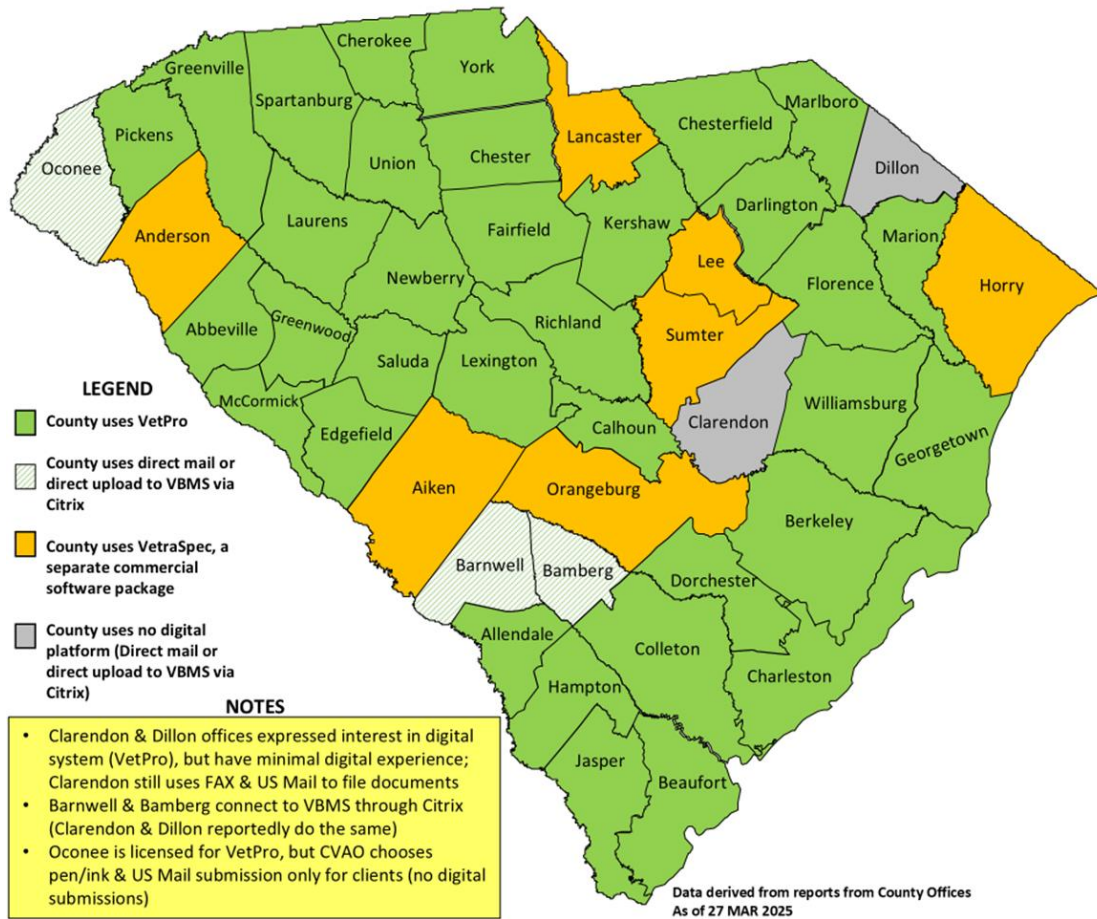 Cherokee
Greenville
York
Spartanburg
Marlboro
Pickens
Lancaster
Chesterfield
Oconee
Union
Chester
Dillon
Darlington
Laurens
Kershaw
Anderson
Fairfield
Marion
Lee
Newberry
Florence
Horry
Abbeville
Greenwood
Richland
Sumter
Saluda
Lexington
LEGEND
McCormick
Williamsburg
County uses VetPro
Edgefield
Calhoun
Clarendon
Georgetown
County uses direct mail or
direct upload to VBMS via
Citrix
Aiken
Orangeburg
Berkeley
County uses VetraSpec, a
separate commercial
software package
Barnwell
Bamberg
Dorchester
County uses no digital
platform (Direct mail or
direct upload to VBMS via
Citrix)
Allendale
Colleton
Charleston
Hampton
Jasper
Beaufort
NOTES
• Clarendon & Dillon offices expressed interest in digital
system (VetPro), but have minimal digital experience;
Clarendon still uses FAX & US Mail to file documents
• Barnwell & Bamberg connect to VBMS through Citrix
(Clarendon & Dillon reportedly do the same)
• Oconee is licensed for VetPro, but CVAO chooses
pen/ink & US Mail submission only for clients (no digital
submissions)
Data derived from reports from County Offices
As of 27 MAR 2025